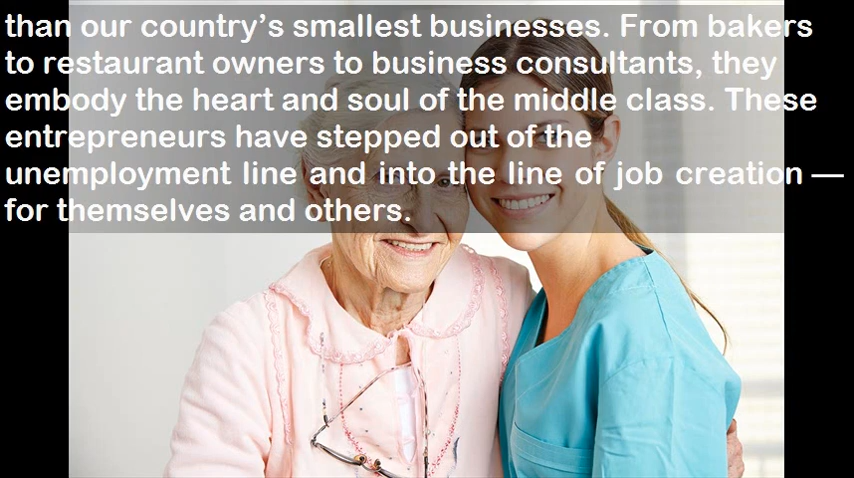 than our country’s smallest businesses. From bakers
to restaurant owners to business consultants, they
embody the heart and soul of the middle class. These
entrepreneurs have stepped out of the
unemployment line and into the line of job creation —
for themselves and others.